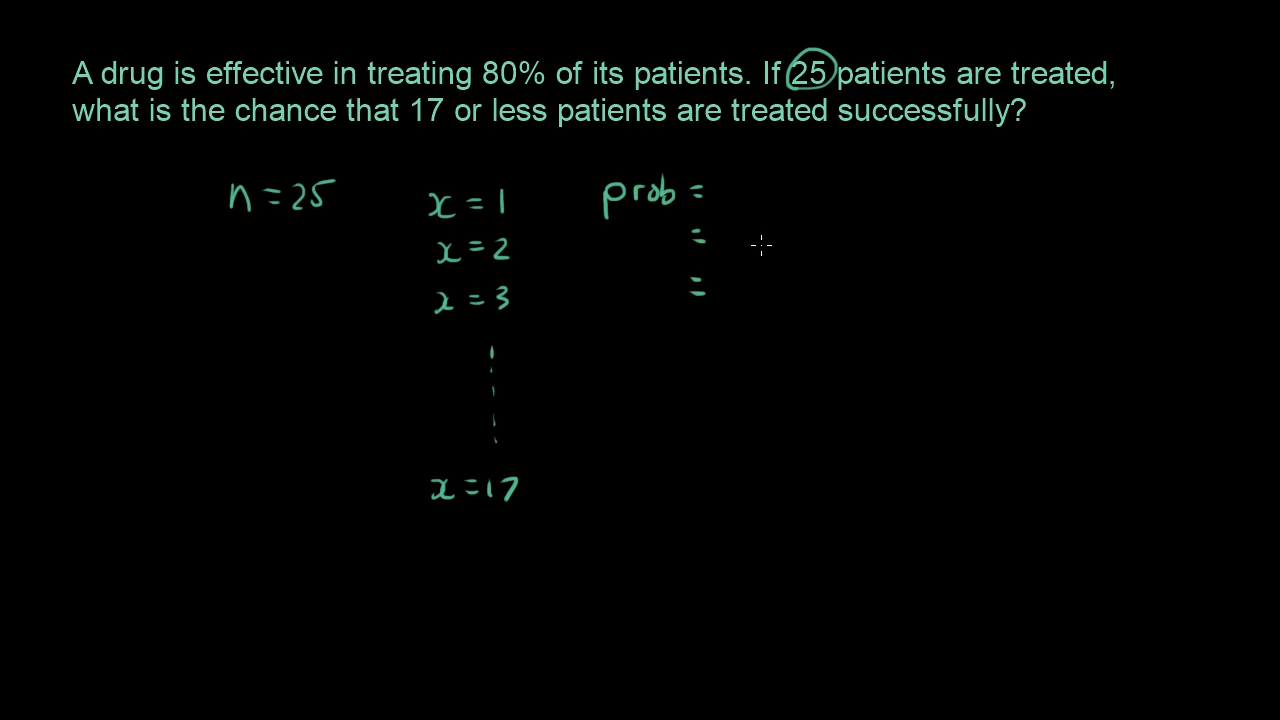 A drug is effective in treating 80% of its patients. If 25 patients are treated,
what is the chance that 17 or less patients are treated successfully?
n = 25 x = 1 prob =
x = 2 =
x = 3 =
x = 17